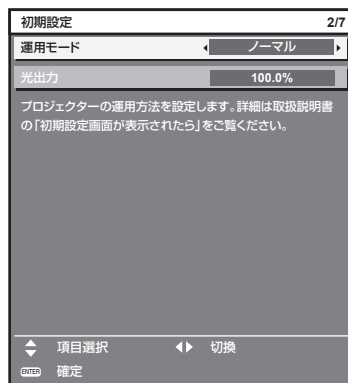 初期設定 2/7
運用モード ノーマル
光出力 100.0%
プロジェクターの運用方法を設定します。詳細は取扱説明書
の「初期設定画面が表示されたら」をご覧ください。
項目選択 切換
ENTER 確定